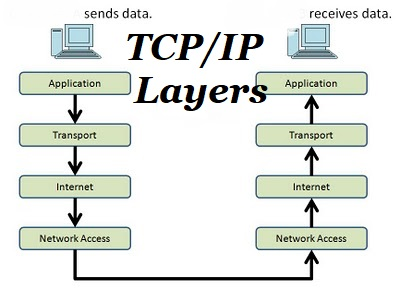 sends data.
receives data.
TCP/IP
Layers
Application
Application
Transport
Transport
Internet
Internet
Network Access
Network Access